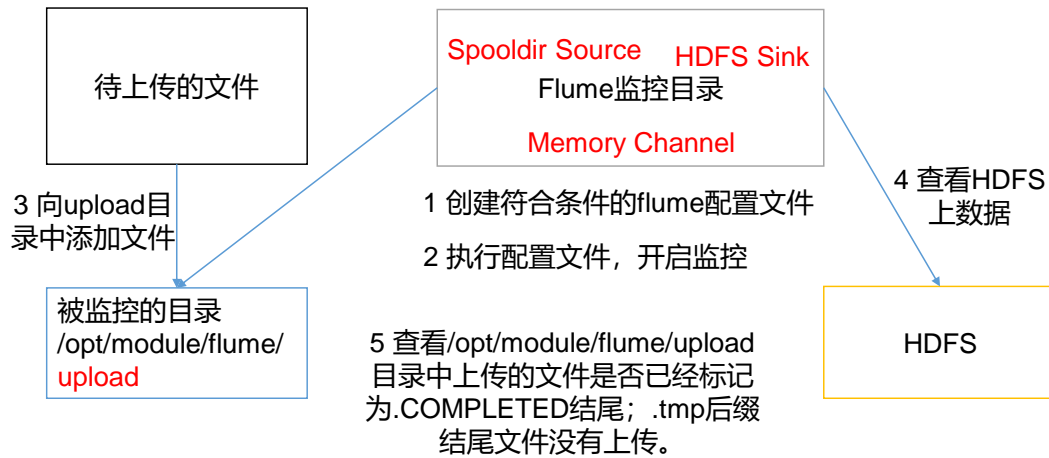 待上传的文件
Spooldir Source
HDFS Sink
Flume监控目录
Memory Channel
3 向upload目
录中添加文件
1 创建符合条件的flume配置文件
2 执行配置文件，开启监控
4 查看HDFS
上数据
被监控的目录
/opt/module/flume/
upload
5 查看/opt/module/flume/upload
目录中上传的文件是否已经标记
为.COMPLETED结尾；.tmp后缀
结尾文件没有上传。
HDFS